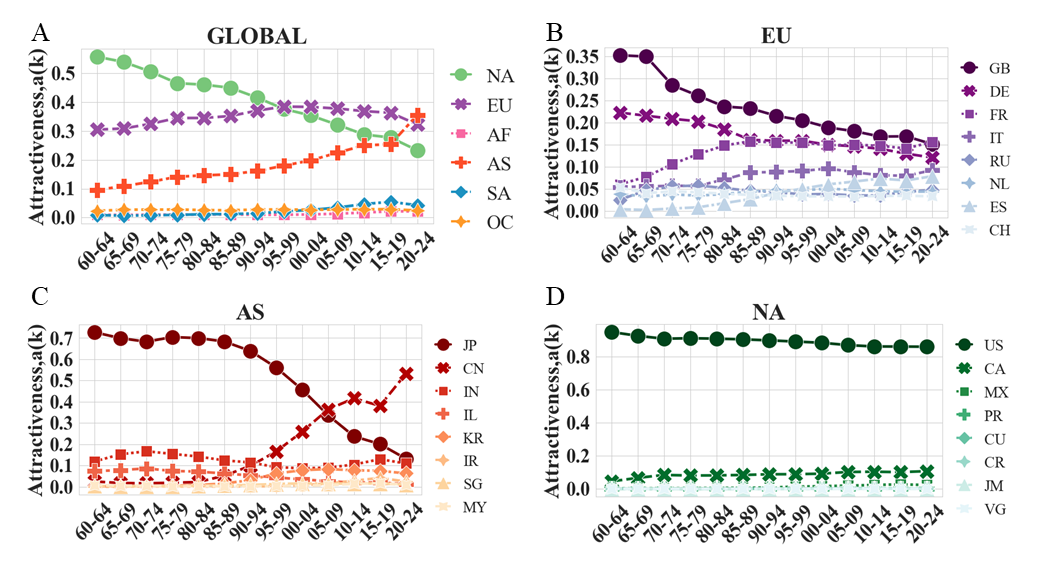 A
GLOBAL
Attractiveness,a(k)
0.5
0.4
0.3
0.2
0.1
0.0
60-64
65-69
70-74
75-79
80-84
85-89
90-94
95-99
00-04
05-09
10-14
15-19
20-24
NA
EU
AF
AS
SA
OC
B
EU
Attractiveness,a(k)
0.35
0.30
0.25
0.20
0.15
0.10
0.05
0.00
60-64
65-69
70-74
75-79
80-84
85-89
90-94
95-99
00-04
05-09
10-14
15-19
20-24
GB
DE
FR
IT
RU
NL
ES
CH
C
AS
Attractiveness,a(k)
0.7
0.6
0.5
0.4
0.3
0.2
0.1
0.0
60-64
65-69
70-74
75-79
80-84
85-89
90-94
95-99
00-04
05-09
10-14
15-19
20-24
JP
CN
IN
IL
KR
IR
SG
MY
D
NA
Attractiveness,a(k)
0.8
0.6
0.4
0.2
0.0
60-64
65-69
70-74
75-79
80-84
85-89
90-94
95-99
00-04
05-09
10-14
15-19
20-24
US
CA
MX
PR
CU
CR
JM
VG